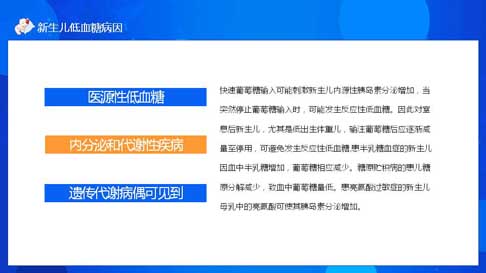 新生儿低血糖病因
医源性低血糖
内分泌和代谢性疾病
遗传代谢病偶可见到
快速葡萄糖输入可能刺激新生儿内源性胰岛素分泌增加，当
突然停止葡萄糖输入时，可能发生反应性低血糖。因此对窒
息后新生儿，尤其是低出生体重儿，输注葡萄糖后应逐渐减
量至停用，可避免发生反应性低血糖.患半乳糖血症的新生儿
因血中半乳糖增加，葡萄糖相应减少。糖原贮积病的患儿糖
原分解减少，致血中葡萄糖量低。患亮氨酸过敏症的新生儿
母乳中的亮氨酸可使其胰岛素分泌增加。